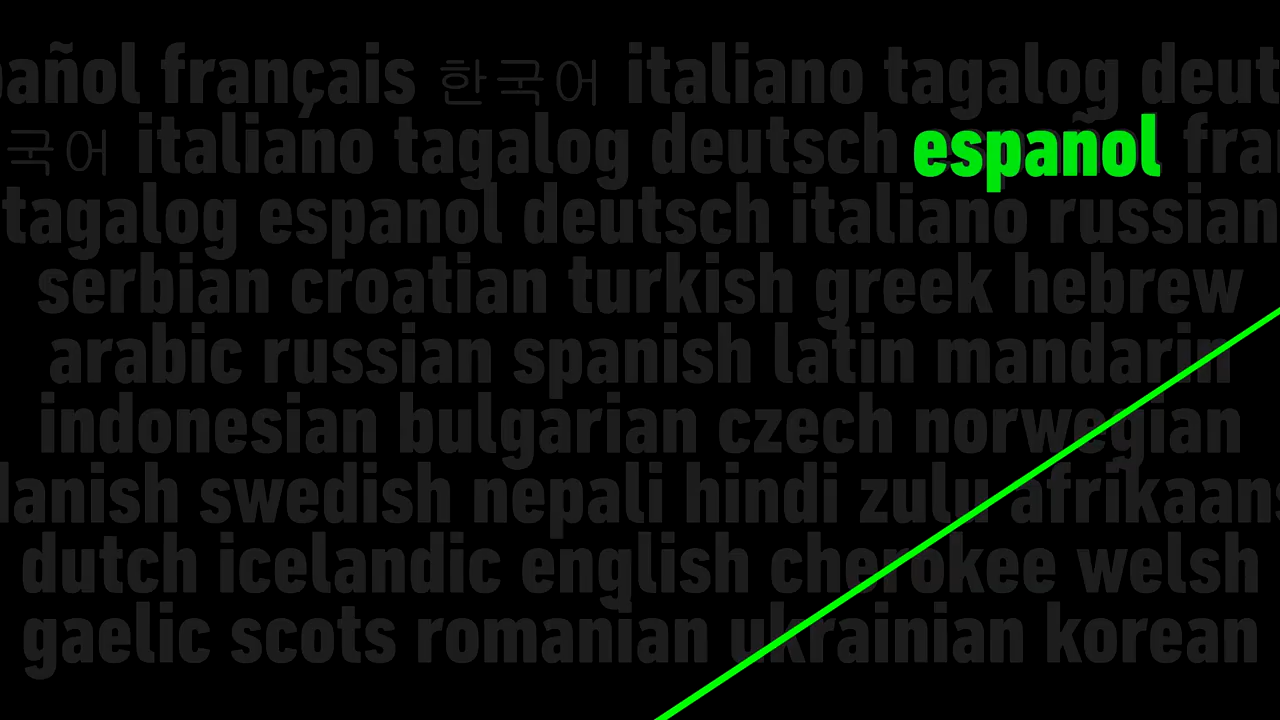 pañol français 한국어 italiano tagalog deut
국어 italiano tagalog deutsch espanol fra
tagalog espanol deutsch italiano russian
serbian croatian turkish greek hebrew
arabic russian spanish latin mandarin
indonesian bulgarian czech norwegian
danish swedish nepali hindi zulu afrikaans
dutch icelandic english cherokee welsh
gaelic scots romanian ukrainian korean